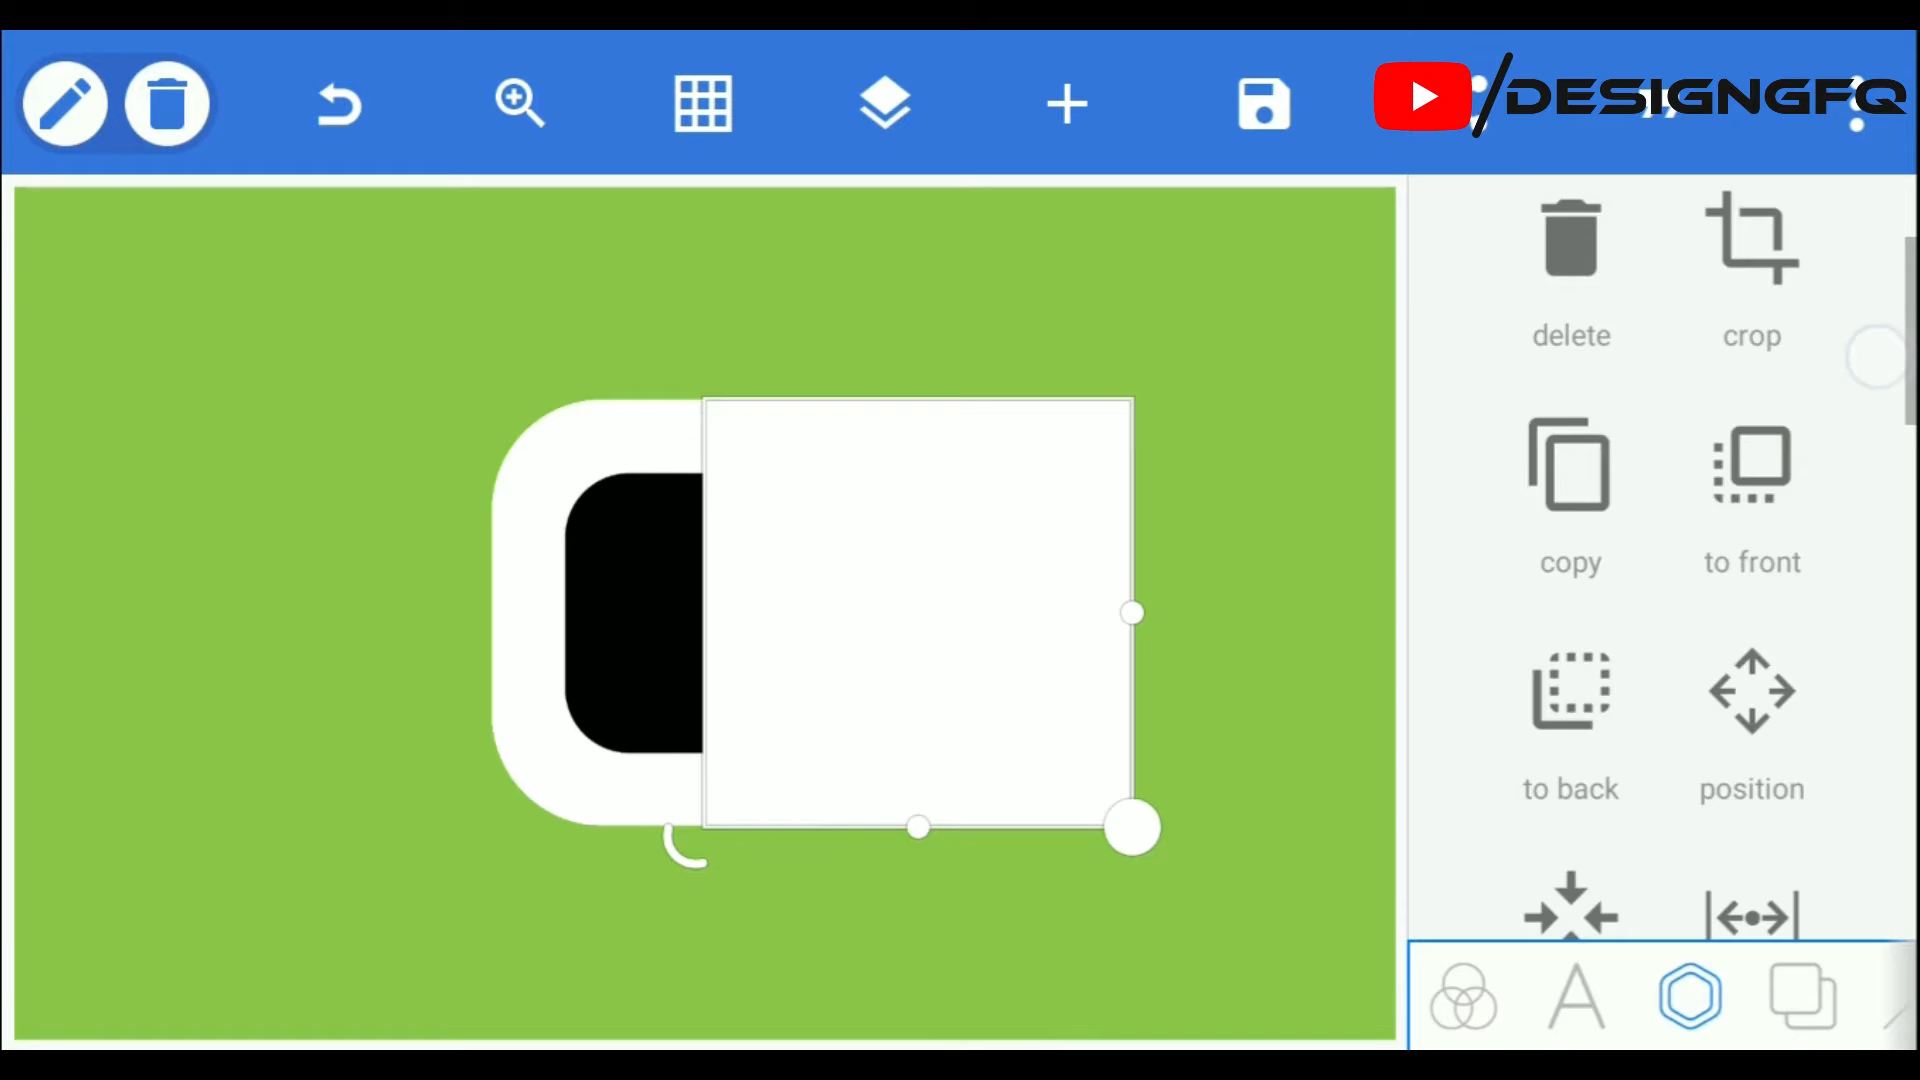 /DESIGNGFQ
delete
crop
copy
to front
to back
position